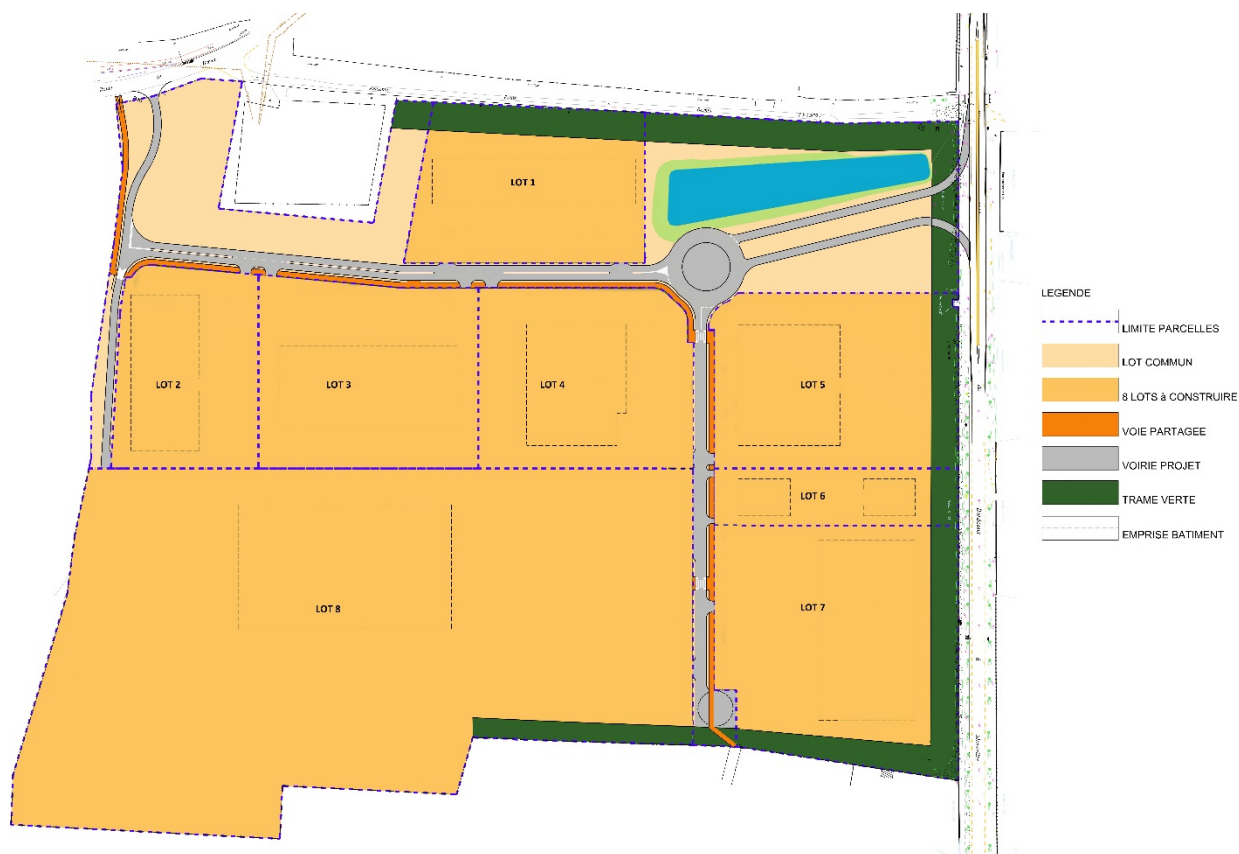 LOT 1
LOT 2
LOT 3
LOT 4
LOT 5
LOT 6
LOT 7
LOT 8
LEGENDE
LIMITE PARCELLES
LOT COMMUN
8 LOTS à CONSTRUIRE
VOIE PARTAGEE
VOIRIE PROJET
TRAME VERTE
EMPRISE BATIMENT